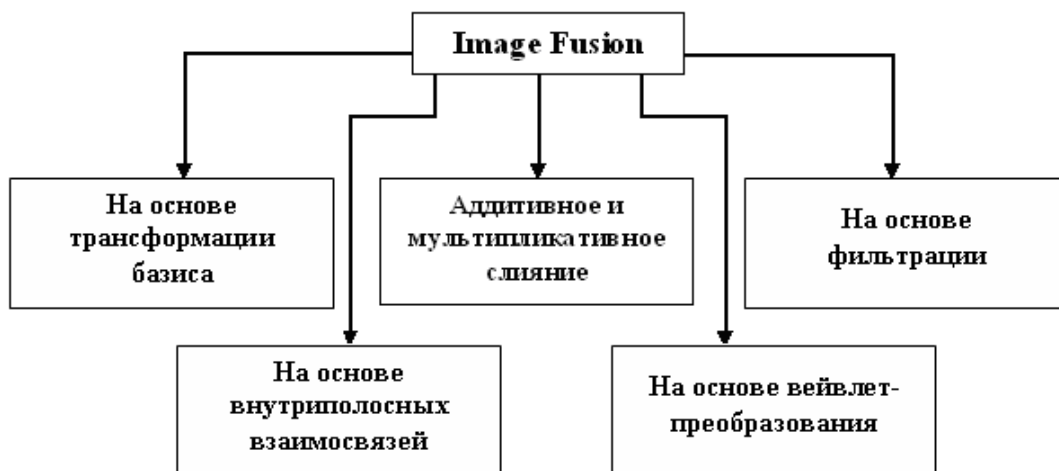 Image Fusion
На основе
трансформации
базиса
Аддитивное и
мультипликативное
слияние
На основе
фильтрации
На основе
внутриполосных
взаимосвязей
На основе вейвлет-
преобразования